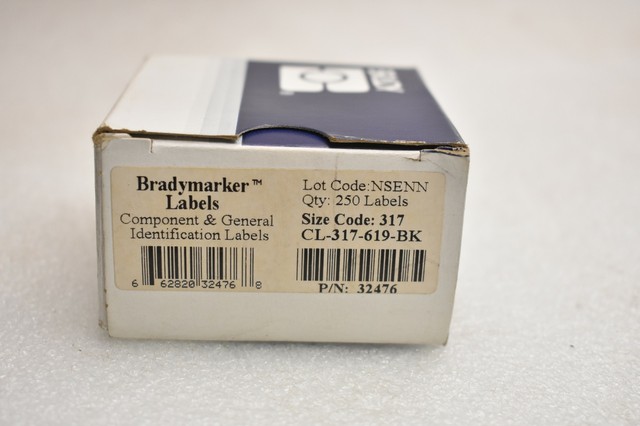 BRADY
Bradymarker™
Labels
Component & General
Identification Labels
6 62820 32476 8
Lot Code:NSENN
Qty: 250 Labels
Size Code: 317
CL-317-619-BK
P/N: 32476